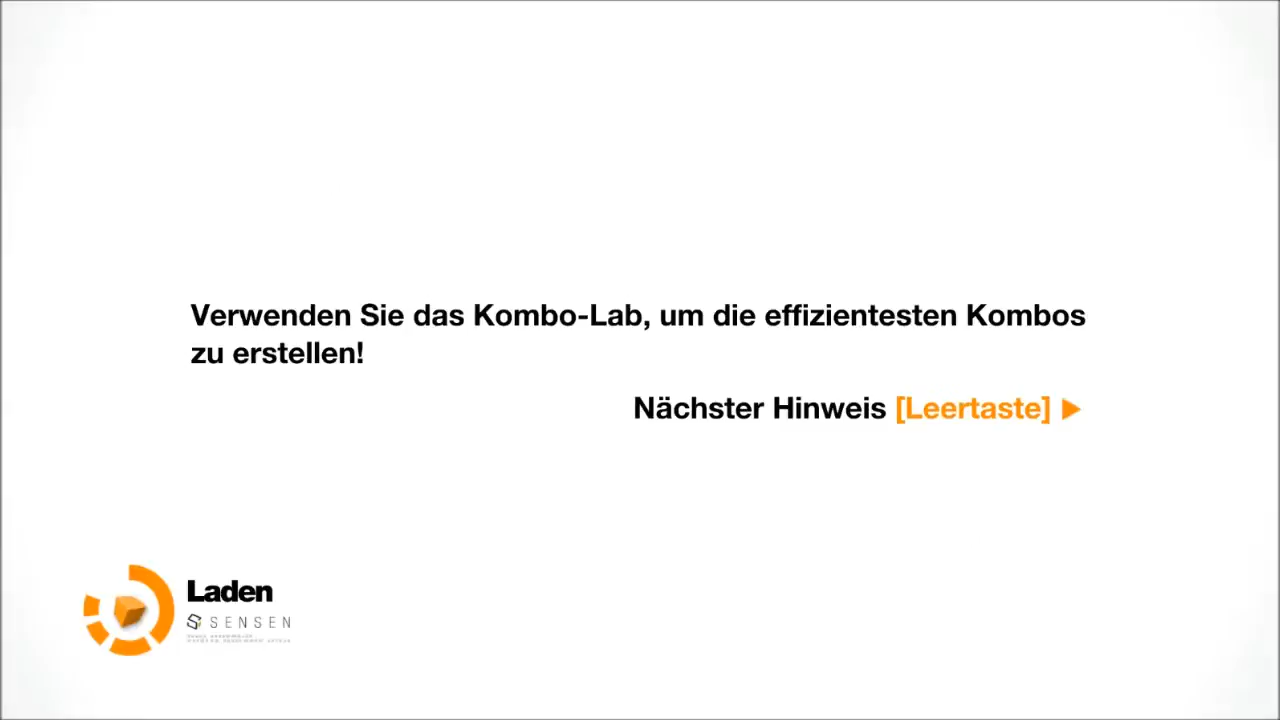 Verwenden Sie das Kombo-Lab, um die effizientesten Kombos
zu erstellen!
Nächster Hinweis [Leertaste]
Laden
SENSEN